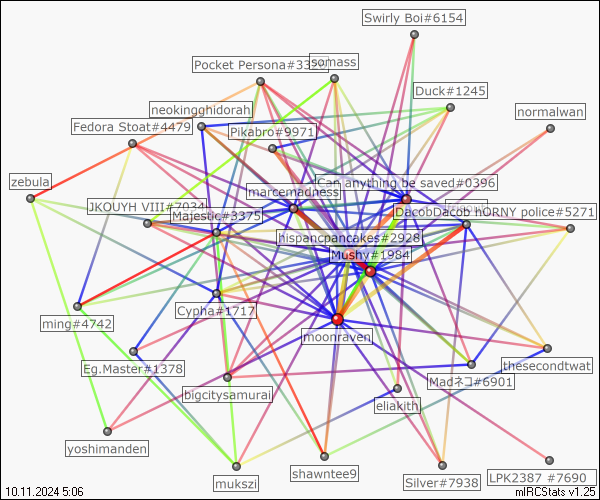 Swirly Boi#6154
Pocket Persona#3359
somass
Duck#1245
neokingghidorah
normalwan
Fedora Stoat#4479
Pikabro#9971
zebula
Can anything be saved#0396
marcemadness
JKOUYH VIII#7034
Majestic#3375
DacobDacob
HORNY police#5271
hispancpancakes#2928
Mushy#1984
Cypha#1717
ming#4742
moonraven
Eg.Master#1378
thesecondtwat
Madネコ#6901
bigcitysamurai
eliakith
yoshimanden
shawntee9
LPK2387 #7690
mukszi
Silver#7938
10.11.2024 5:06
mIRCStats v1.25